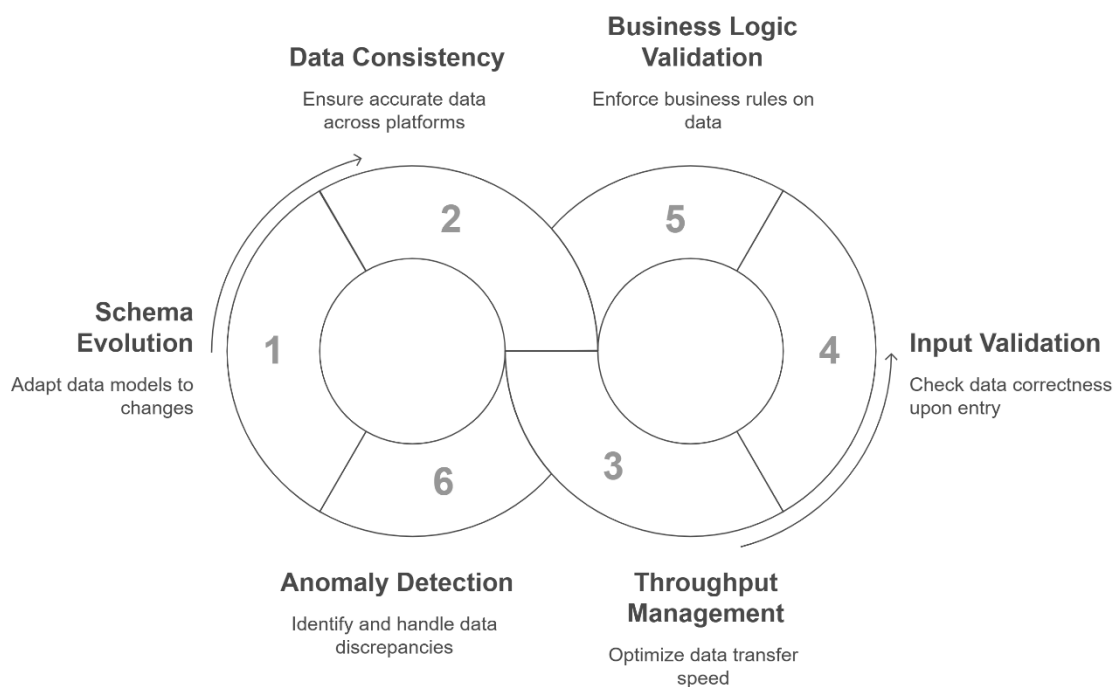 Business Logic
Validation
Data Consistency
Ensure accurate data
across platforms
Enforce business rules on
data
2
5
Schema
Evolution
Adapt data models to
changes
1
4
Input Validation
Check data correctness
upon entry
6
3
Anomaly Detection
Identify and handle data
discrepancies
Throughput
Management
Optimize data transfer
speed